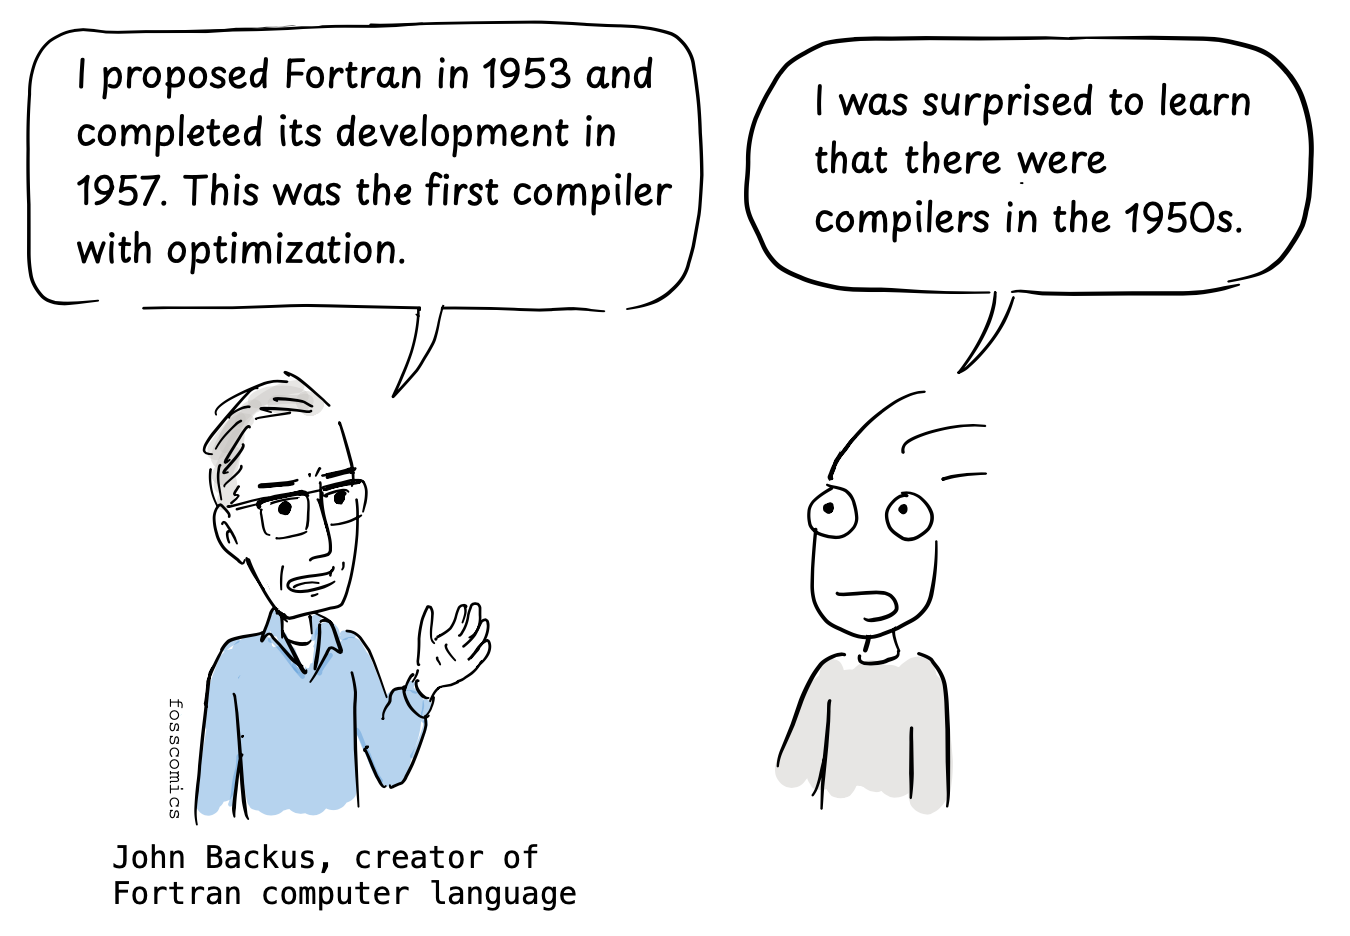 I proposed Fortran in 1953 and
completed its development in
1957. This was the first compiler
with optimization.
I was surprised to learn
that there were
compilers in the 1950s.
fosscomics
John Backus, creator of
Fortran computer language